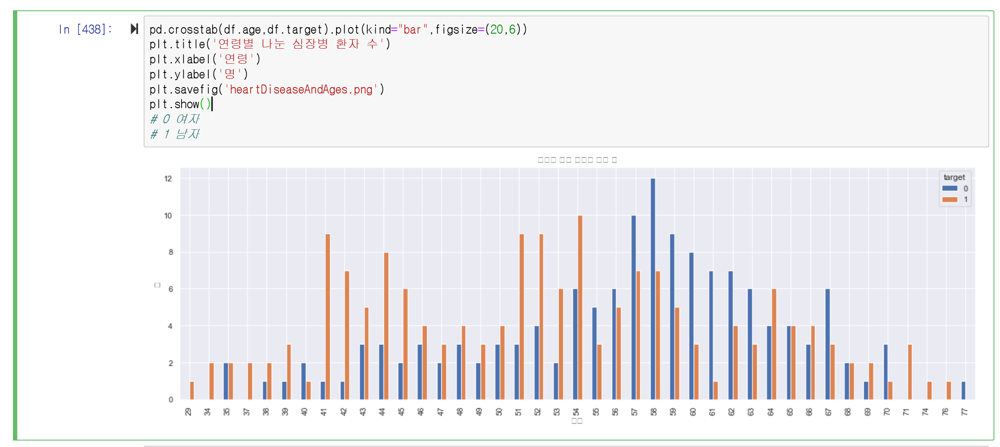 In [438]:
pd.crosstab(df.age,df.target).plot(kind="bar",figsize=(20,6))
plt.title('연령별 나눈 심장병 환자 수')
plt.xlabel('연령')
plt.ylabel('명')
plt.savefig('heartDiseaseAndAges.png')
plt.show()
# 0 여자
# 1 남자
□□□ □□ □□□ □□ □
target
0
1
12
10
8
6
4
2
0
□
29 34 35 37 38 39 40 41 42 43 44 45 46 47 48 49 50 51 52 53 54 55 56 57 58 59 60 61 62 63 64 65 66 67 68 69 70 71 74 76 77
□□